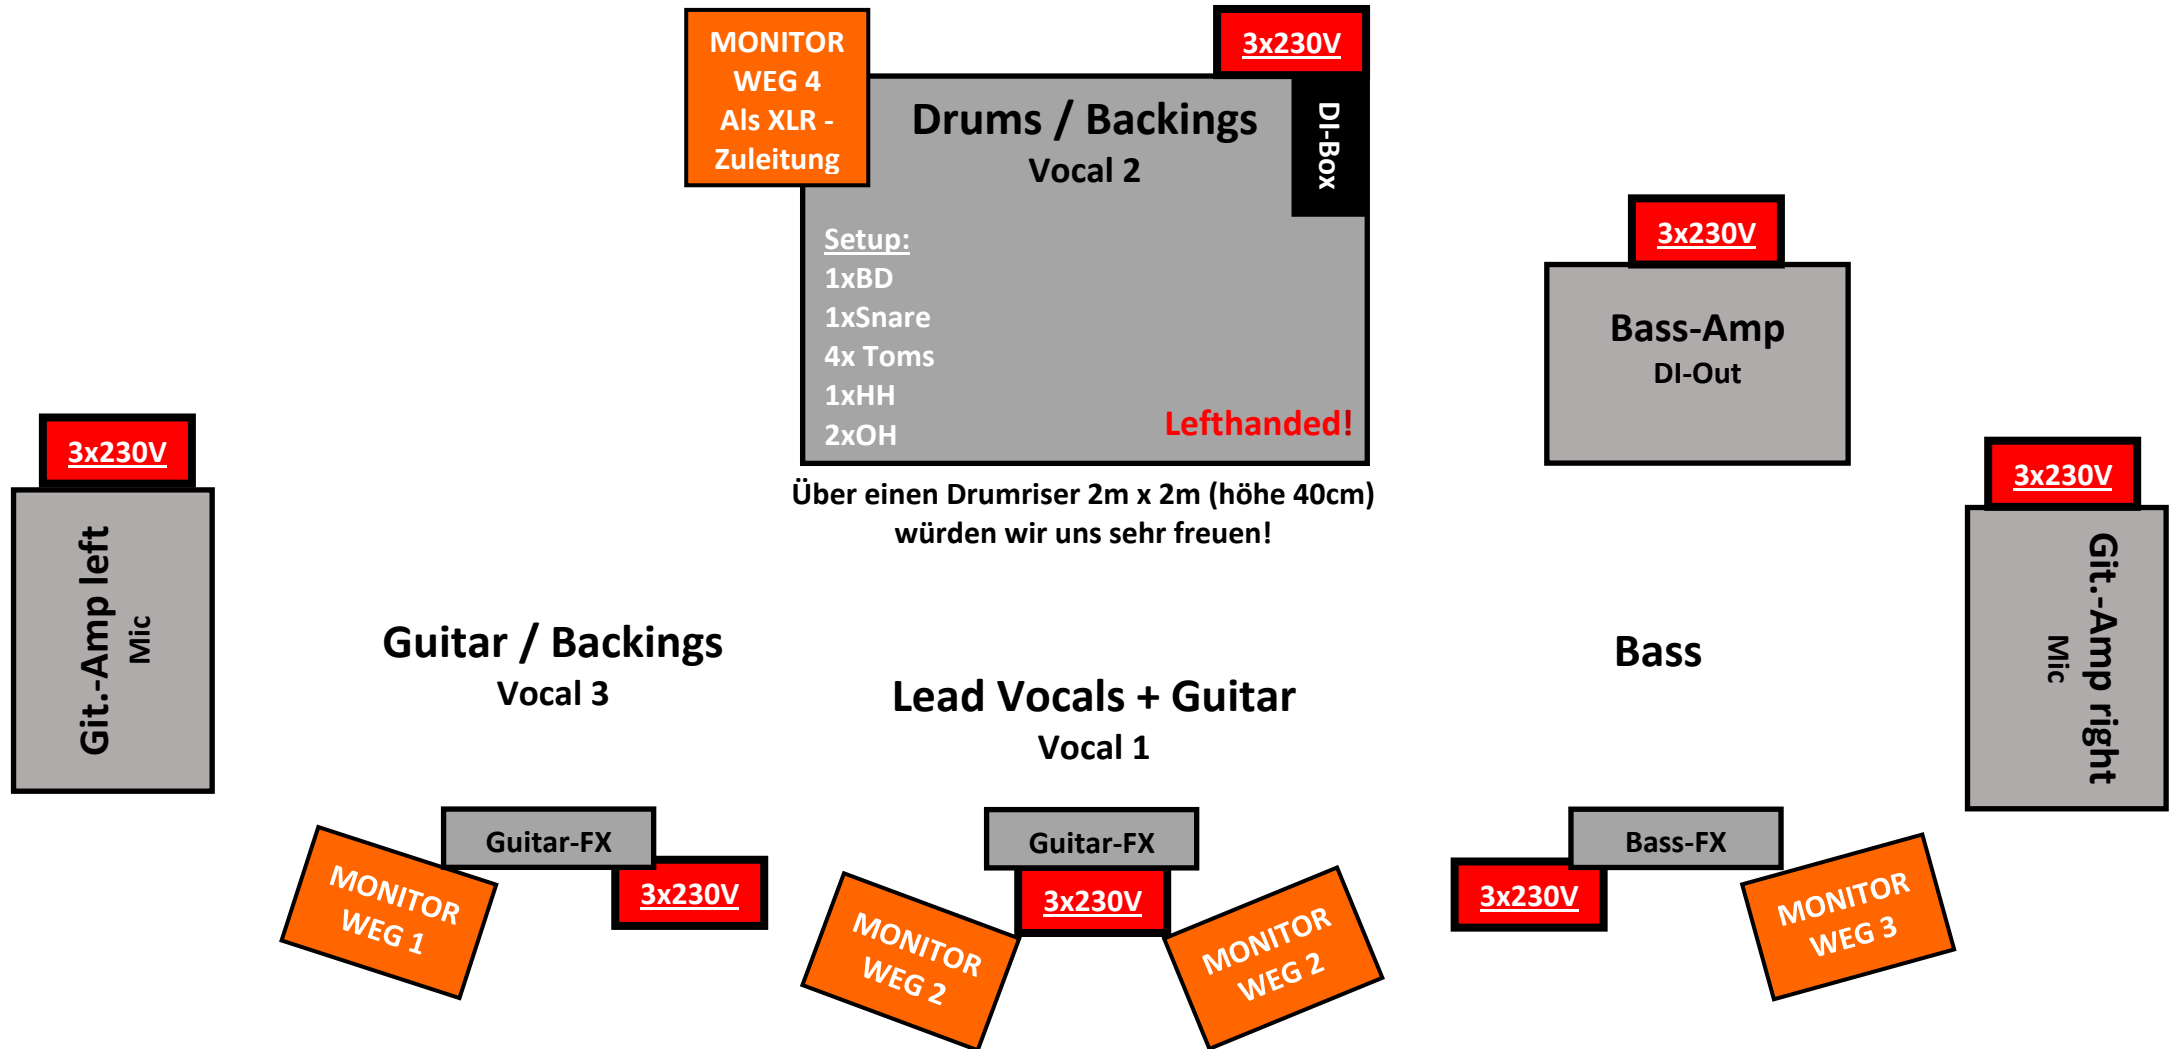 MONITOR
WEG 4
Als XLR -
Zuleitung
3x230V
Drums / Backings
Vocal 2
DI-Box
Setup:
1xBD
1xSnare
4x Toms
1xHH
2xOH
Lefthanded!
Über einen Drumriser 2m x 2m (höhe 40cm)
würden wir uns sehr freuen!
3x230V
Bass-Amp
DI-Out
3x230V
Git.-Amp left
Mic
3x230V
Git.-Amp right
Mic
Guitar / Backings
Vocal 3
Lead Vocals + Guitar
Vocal 1
Bass
Guitar-FX
3x230V
MONITOR
WEG 1
Guitar-FX
3x230V
MONITOR
WEG 2
MONITOR
WEG 2
Bass-FX
3x230V
MONITOR
WEG 3